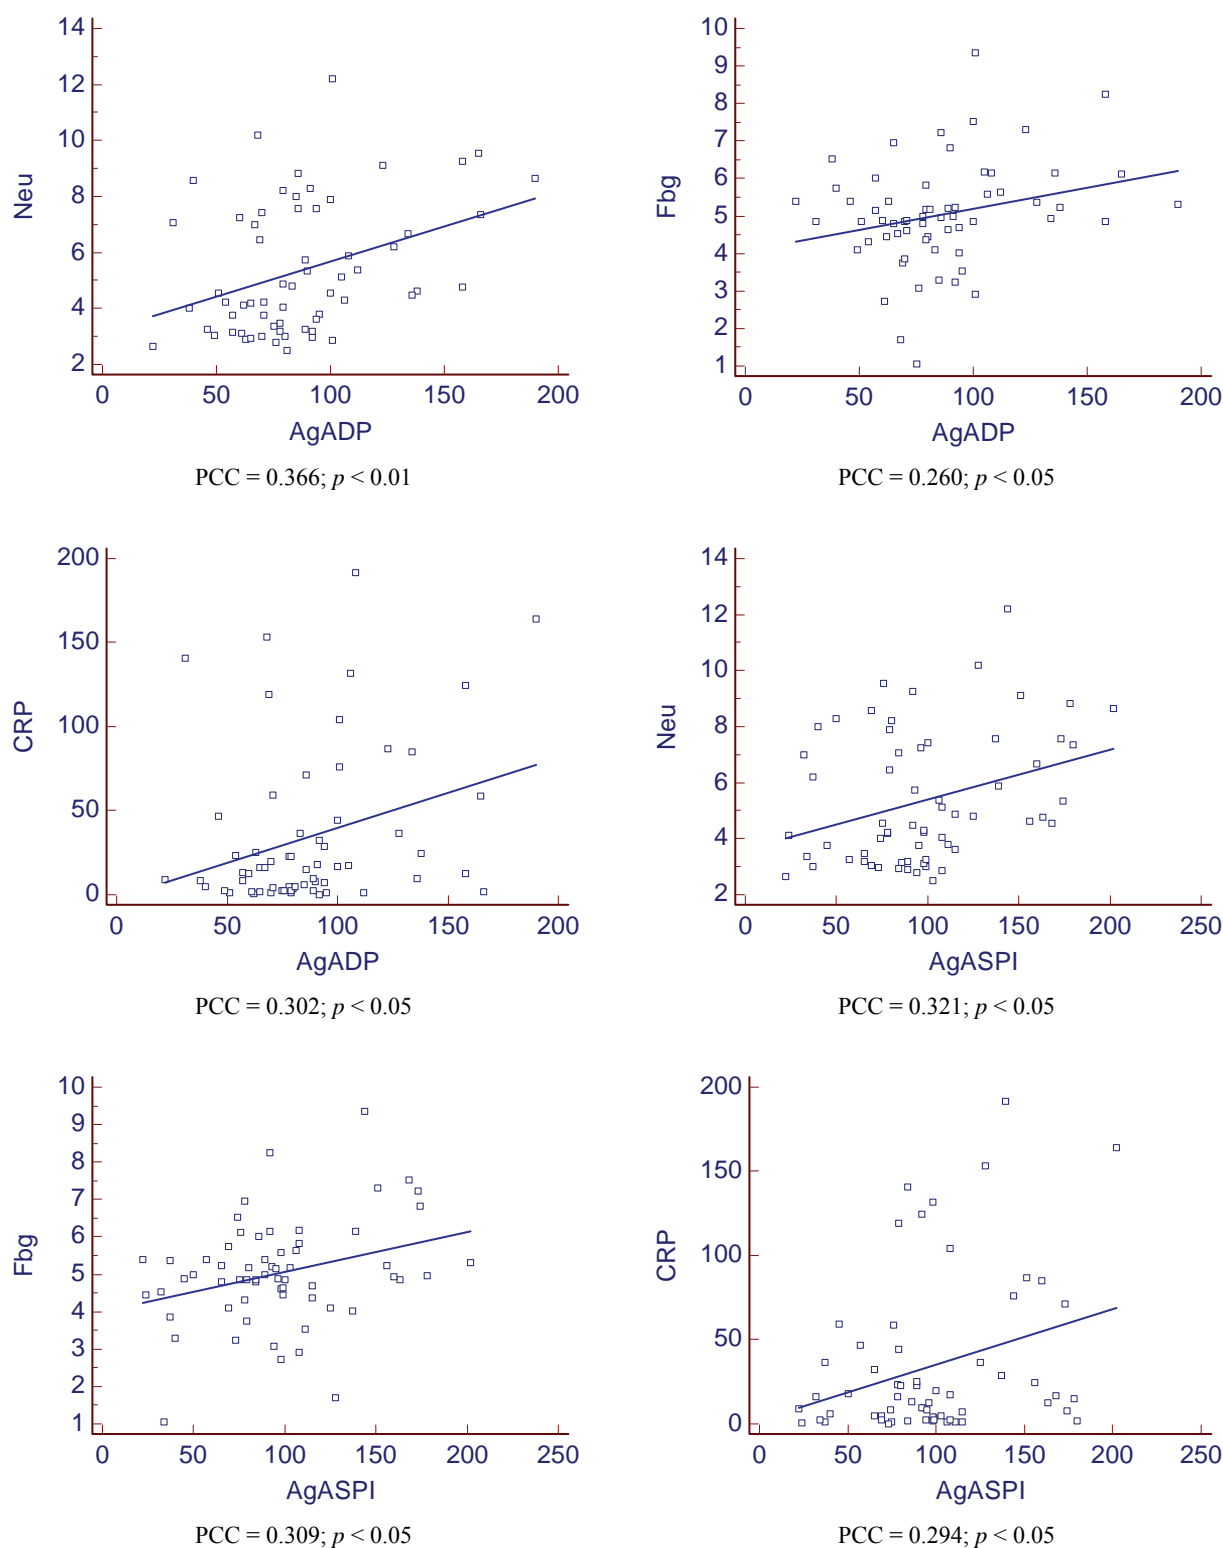 14
12
10
8
6
4
2
Neu
0 50 100 150 200
AgADP
PCC = 0.366; p < 0.01
10
9
8
7
6
5
4
3
2
1
Fbg
0 50 100 150 200
AgADP
PCC = 0.260; p < 0.05
200
150
100
50
0
CRP
0 50 100 150 200
AgADP
PCC = 0.302; p < 0.05
14
12
10
8
6
4
2
Neu
0 50 100 150 200 250
AgASPI
PCC = 0.321; p < 0.05
10
9
8
7
6
5
4
3
2
1
Fbg
0 50 100 150 200 250
AgASPI
PCC = 0.309; p < 0.05
200
150
100
50
0
CRP
0 50 100 150 200 250
AgASPI
PCC = 0.294; p < 0.05